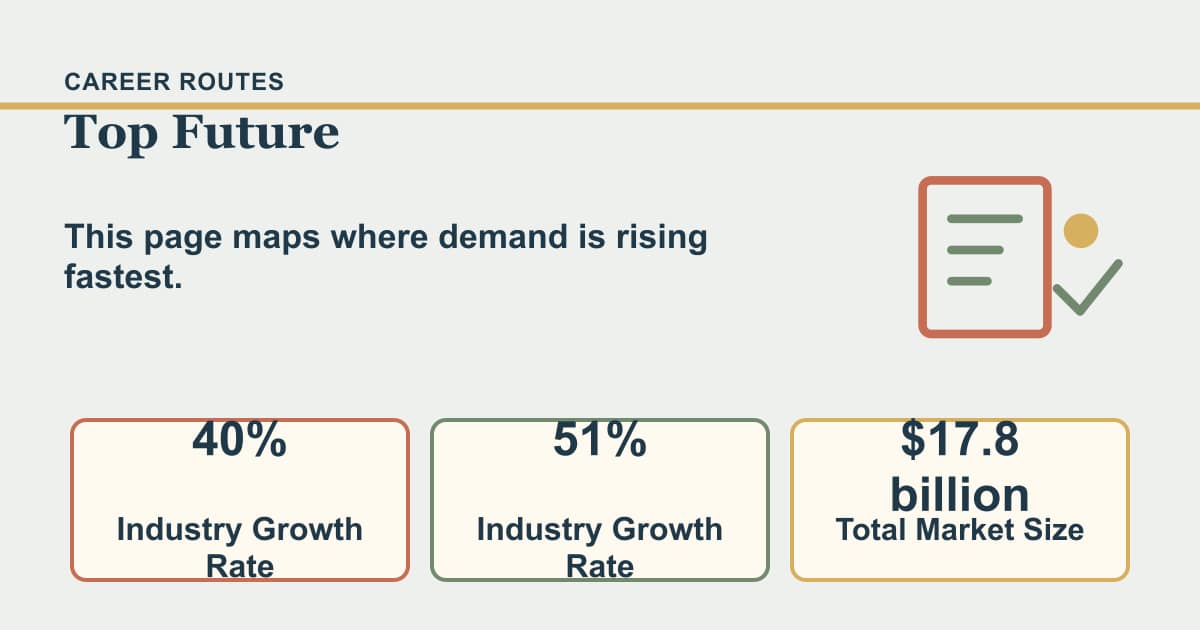 CAREER ROUTES
Top Future
This page maps where demand is rising
fastest.
40%
Industry Growth
Rate
51%
Industry Growth
Rate
$17.8
billion
Total Market Size